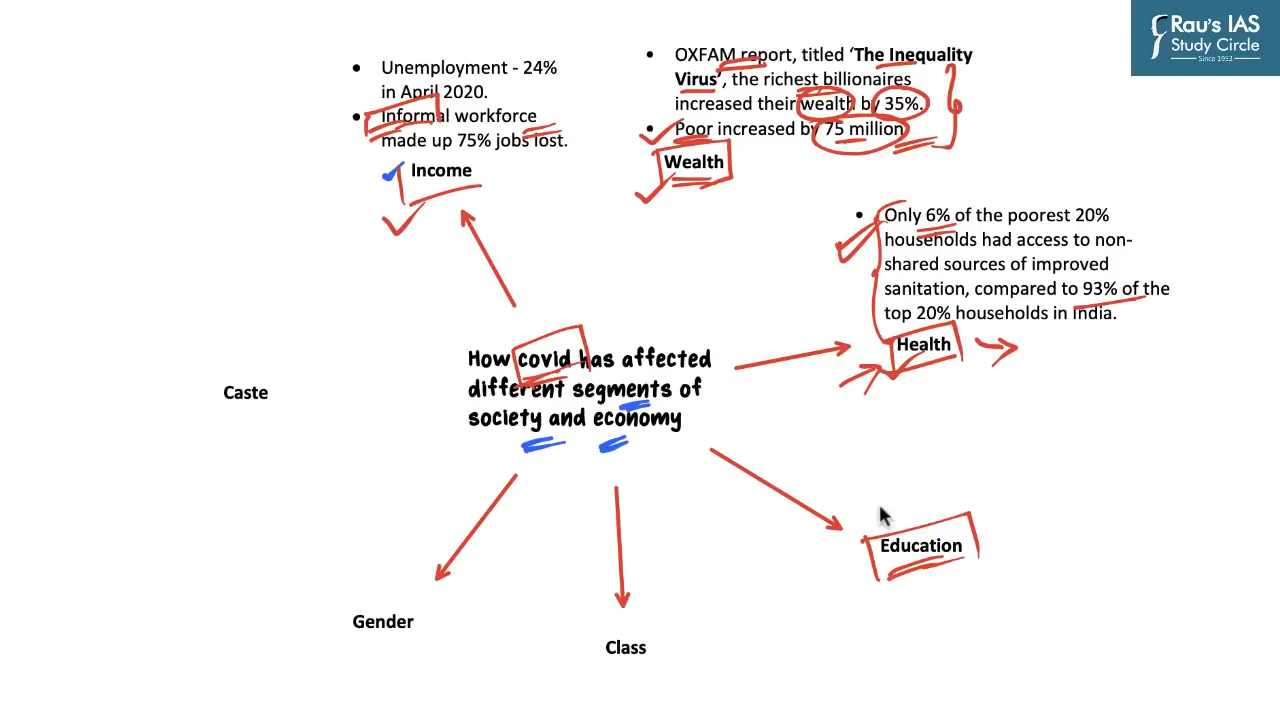 Rau's IAS
Study Circle
Since 1953
• Unemployment - 24%
in April 2020.
• Informal workforce
made up 75% jobs lost.
Income
• OXFAM report, titled ‘The Inequality
Virus’, the richest billionaires
increased their wealth by 35%.
• Poor increased by 75 million
Wealth
• Only 6% of the poorest 20%
households had access to non-
shared sources of improved
sanitation, compared to 93% of the
top 20% households in India.
Health
How covid has affected
different segments of
society and economy
Caste
Education
Gender
Class